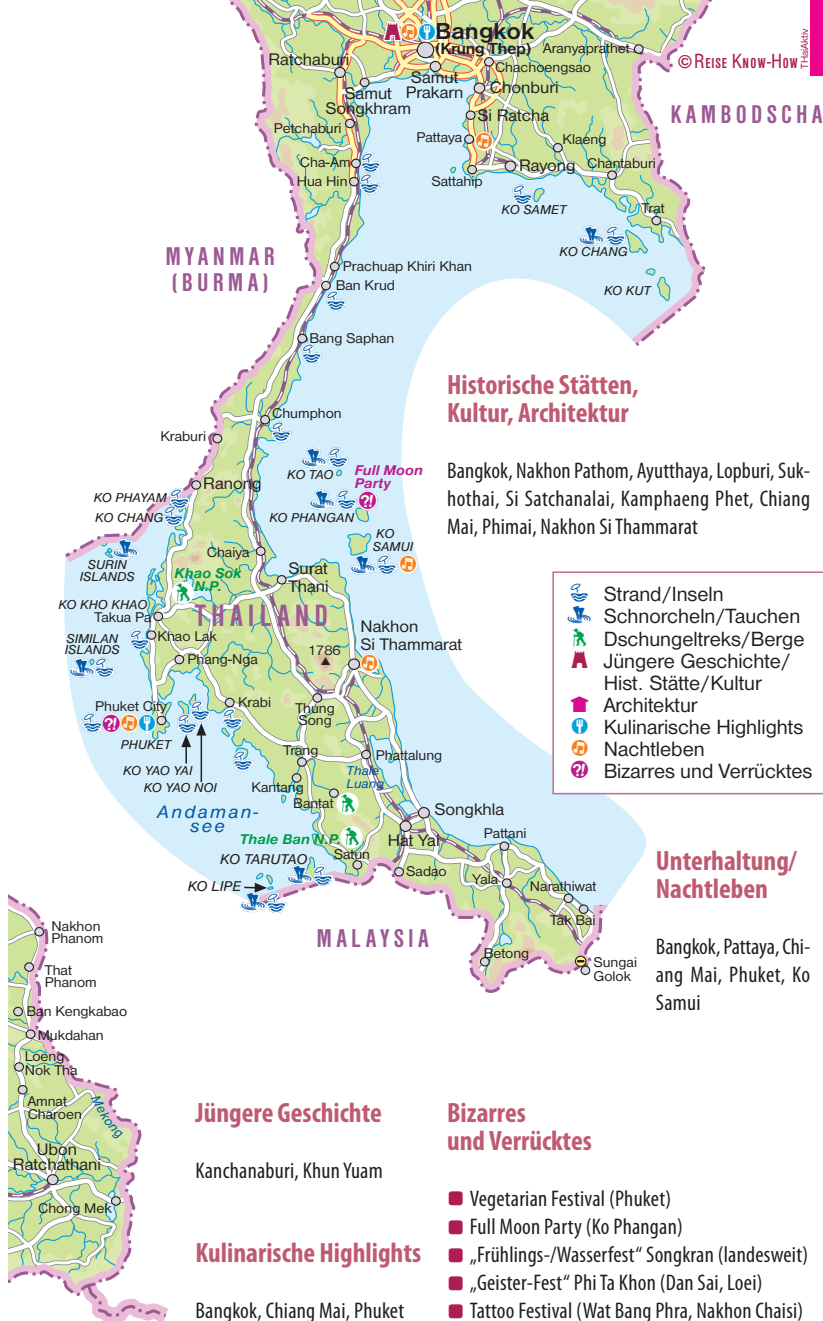 Bangkok
(Krung Thep)
Aranyaprathet
© REISE KNOW-HOW
THaiAktiv
Ratchaburi
Samut
Prakarn
Chachoengsao
Chonburi
Samut
Songkhram
KAMBODSCHA
Si Ratcha
Petchaburi
Pattaya
Klaeng
Cha-Am
Rayong
Chantaburi
Hua Hin
Sattahip
KO SAMET
Trat
KO CHANG
MYANMAR
(BURMA)
Prachuap Khiri Khan
Ban Krud
KO KUT
Bang Saphan
Historische Stätten,
Kultur, Architektur
Chumphon
Kraburi
Bangkok, Nakhon Pathom, Ayutthaya, Lopburi, Suk-
hothai, Si Satchanalai, Kamphaeng Phet, Chiang
Mai, Phimai, Nakhon Si Thammarat
KO TAO
Full Moon
Party
Ranong
KO PHAYAM
KO CHANG
KO PHANGAN
KO
SAMUI
Chaiya
SURIN
ISLANDS
Khao Sok
N.P.
Surat
Thani
KO KHO KHAO
Takua Pa
THAILAND
Khao Lak
SIMILAN
ISLANDS
Nakhon
Si Thammarat
1786
Phang-Nga
Strand/Inseln
Schnorcheln/Tauchen
Dschungeltreks/Berge
Jüngere Geschichte/
Hist. Stätte/Kultur
Architektur
Kulinarische Highlights
Nachtleben
Bizarres und Verrücktes
Phuket City
Krabi
Thung
Song
PHUKET
Trang
Phattalung
KO YAO YAI
KO YAO NOI
Thale
Luang
Kantang
Bantat
Andaman-
see
Songkhla
Thale Ban N.P.
Hat Yai
Pattani
KO TARUTAO
Satun
Sadao
Yala
Narathiwat
KO LIPE
Tak Bai
MALAYSIA
Betong
Sungai
Golok
Unterhaltung/
Nachtleben
Bangkok, Pattaya, Chi-
ang Mai, Phuket, Ko
Samui
Nakhon
Phanom
That
Phanom
Ban Kengkabao
Mukdahan
Loeng
Nok Tha
Amnat
Charoen
Mekong
Ubon
Ratchathani
Chong Mek
Jüngere Geschichte
Kanchanaburi, Khun Yuam
Kulinarische Highlights
Bangkok, Chiang Mai, Phuket
Bizarres
und Verrücktes
Vegetarian Festival (Phuket)
Full Moon Party (Ko Phangan)
„Frühlings-/Wasserfest“ Songkran (landesweit)
„Geister-Fest“ Phi Ta Khon (Dan Sai, Loei)
Tattoo Festival (Wat Bang Phra, Nakhon Chaisi)